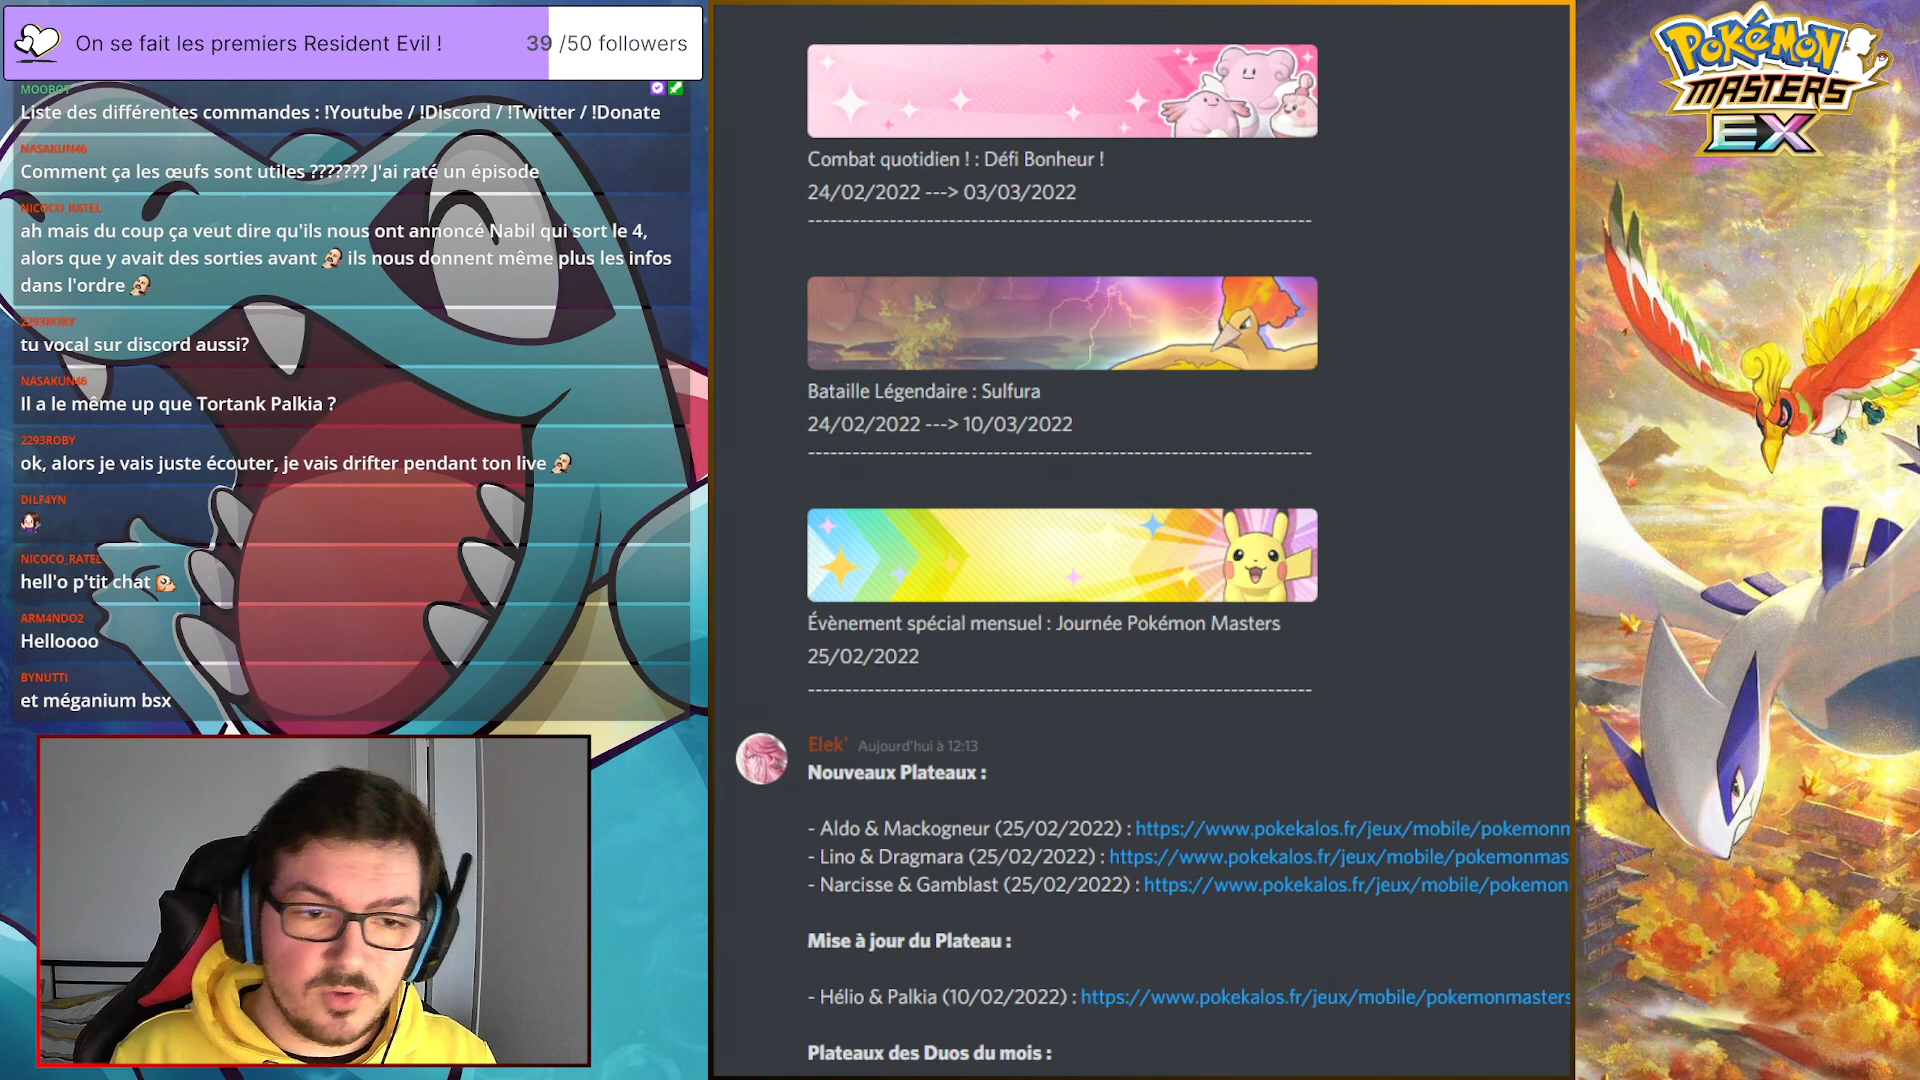 On se fait les premiers Resident Evil !
39 /50 followers
MOOBOT
Liste des différentes commandes : !Youtube / !Discord / !Twitter / !Donate
NASAKUN46
Comment ça les œufs sont utiles ??????? J'ai raté un épisode
NICOCO_RATEL
ah mais du coup ça veut dire qu'ils nous ont annoncé Nabil qui sort le 4,
alors que y avait des sorties avant ils nous donnent même plus les infos
dans l'ordre
2293ROBY
tu vocal sur discord aussi?
NASAKUN46
Il a le même up que Tortank Palkia ?
2293ROBY
ok, alors je vais juste écouter, je vais drifter pendant ton live
DILF4YN
NICOCO_RATEL
hell'o p'tit chat
ARM4NDO2
Helloooo
BYNUTTI
et méganium bsx
Combat quotidien ! : Défi Bonheur !
24/02/2022 ---> 03/03/2022
--------------------------------------------------------------------
Bataille Légendaire : Sulfura
24/02/2022 ---> 10/03/2022
--------------------------------------------------------------------
Évènement spécial mensuel : Journée Pokémon Masters
25/02/2022
--------------------------------------------------------------------
Elek' Aujourd'hui à 12:13
Nouveaux Plateaux :
- Aldo & Mackogneur (25/02/2022) : https://www.pokekalos.fr/jeux/mobile/pokemonm
- Lino & Dragmara (25/02/2022) : https://www.pokekalos.fr/jeux/mobile/pokemonmas
- Narcisse & Gamblast (25/02/2022) : https://www.pokekalos.fr/jeux/mobile/pokemon
Mise à jour du Plateau :
- Hélio & Palkia (10/02/2022) : https://www.pokekalos.fr/jeux/mobile/pokemonmasters
Plateaux des Duos du mois :
POKéMON
MASTERS
EX